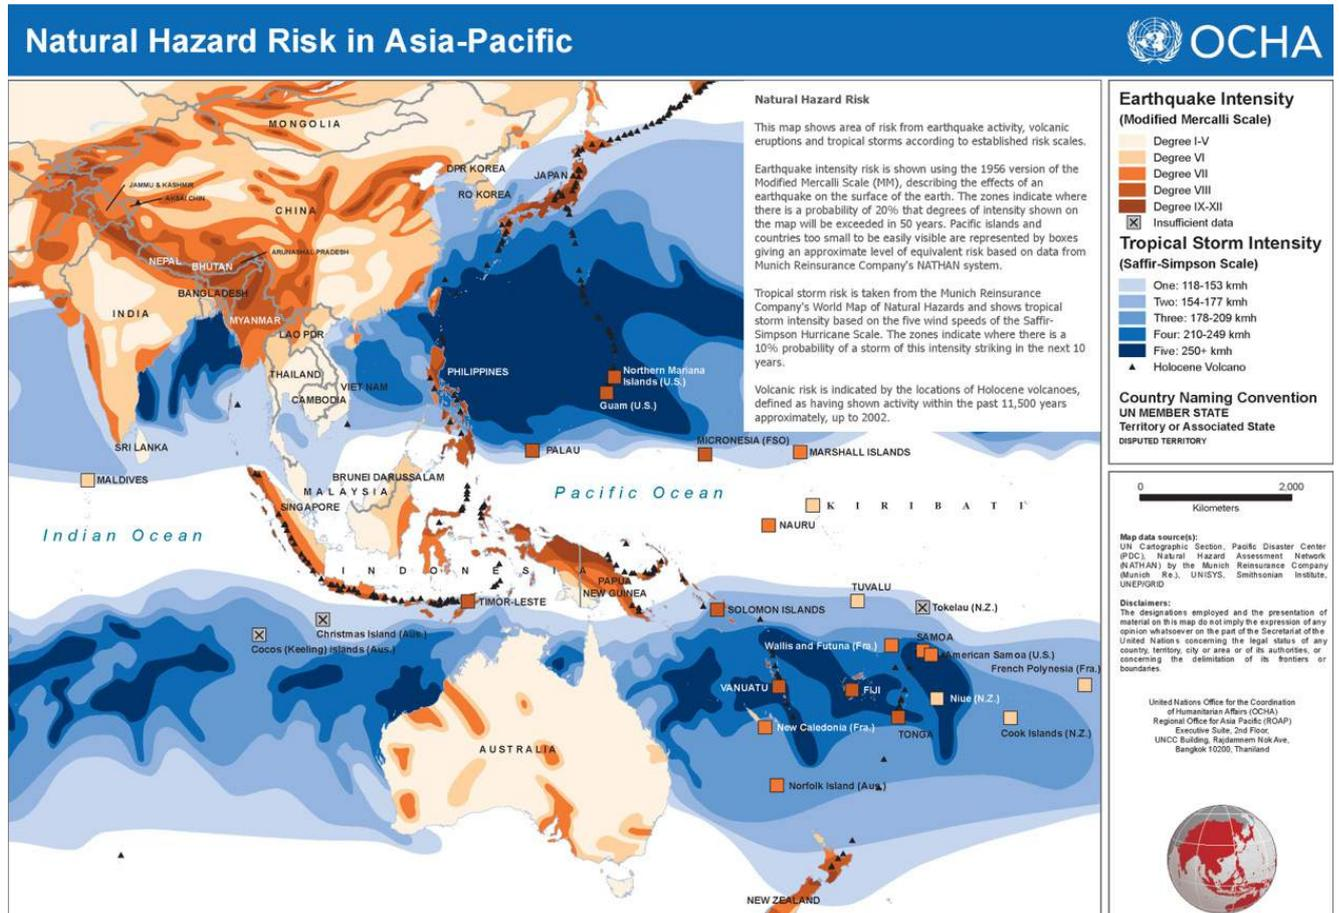 Natural Hazard Risk in Asia-Pacific
OCHA
Natural Hazard Risk
This map shows area of risk from earthquake activity, volcanic
eruptions and tropical storms according to established risk scales.
Earthquake intensity risk is shown using the 1956 version of the
Modified Mercalli Scale (MM), describing the effects of an
earthquake on the surface of the earth. The zones indicate where
there is a probability of 20% that degrees of intensity shown on
the map will be exceeded in 50 years. Pacific islands and
countries too small to be easily visible are represented by boxes
giving an approximate level of equivalent risk based on data from
Munich Reinsurance Company's NATHAN system.
Tropical storm risk is taken from the Munich Reinsurance
Company's World Map of Natural Hazards and shows tropical
storm intensity based on the five wind speeds of the Saffir-
Simpson Hurricane Scale. The zones indicate where there is a
10% probability of a storm of this intensity striking in the next 10
years.
Volcanic risk is indicated by the locations of Holocene volcanoes,
defined as having shown activity within the past 11,500 years
approximately, up to 2002.
MONGOLIA
DPR KOREA
JAPAN
RO KOREA
JAMMU & KASHMIR
AKSAI CHIN
CHINA
ARUNASHAL PRADESH
NEPAL
BHUTAN
BANGLADESH
INDIA
MYANMAR
LAO PDR
THAILAND
VIET NAM
CAMBODIA
PHILIPPINES
Northern Mariana
Islands (U.S.)
Guam (U.S.)
SRI LANKA
MALDIVES
PALAU
MICRONESIA (FSO)
MARSHALL ISLANDS
BRUNEI DARUSSALAM
MALAYSIA
SINGAPORE
Pacific Ocean
KIRIBATI
NAURU
Indian Ocean
INDONESIA
PAPUA
NEW GUINEA
TIMOR-LESTE
SOLOMON ISLANDS
TUVALU
Tokelau (N.Z.)
Christmas Island (Aus.)
Cocos (Keeling) islands (Aus.)
Wallis and Futuna (Fra.)
SAMOA
American Samoa (U.S.)
French Polynesia (Fra.)
VANUATU
FIJI
Niue (N.Z.)
New Caledonia (Fra.)
TONGA
Cook Islands (N.Z.)
AUSTRALIA
Norfolk Island (Aus.)
NEW ZEALAND
Earthquake Intensity
(Modified Mercalli Scale)
Degree I-V
Degree VI
Degree VII
Degree VIII
Degree IX-XII
Insufficient data
Tropical Storm Intensity
(Saffir-Simpson Scale)
One: 118-153 kmh
Two: 154-177 kmh
Three: 178-209 kmh
Four: 210-249 kmh
Five: 250+ kmh
Holocene Volcano
Country Naming Convention
UN MEMBER STATE
Territory or Associated State
DISPUTED TERRITORY
0 2.000
Kilometers
Map data source(s):
UN Cartographic Section, Pacific Disaster Center
(PDC), Natural Hazard Assessment Network
(NATHAN) by the Munich Reinsurance Company
(Munich Re.), UNISYS, Smithsonian Institute,
UNEP/GRID
Disclaimers:
The designations employed and the presentation of
material on this map do not imply the expression of any
opinion whatsoever on the part of the Secretariat of the
United Nations concerning the legal status of any
country, territory, city or area or of its authorities, or
concerning the delimitation of its frontiers or
boundaries.
United Nations Office for the Coordination
of Humanitarian Affairs (OCHA)
Regional Office for Asia Pacific (ROAP)
Executive Suite, 2nd Floor,
UNCC Building, Rajdamnern Nok Ave,
Bangkok 10200, Thailand